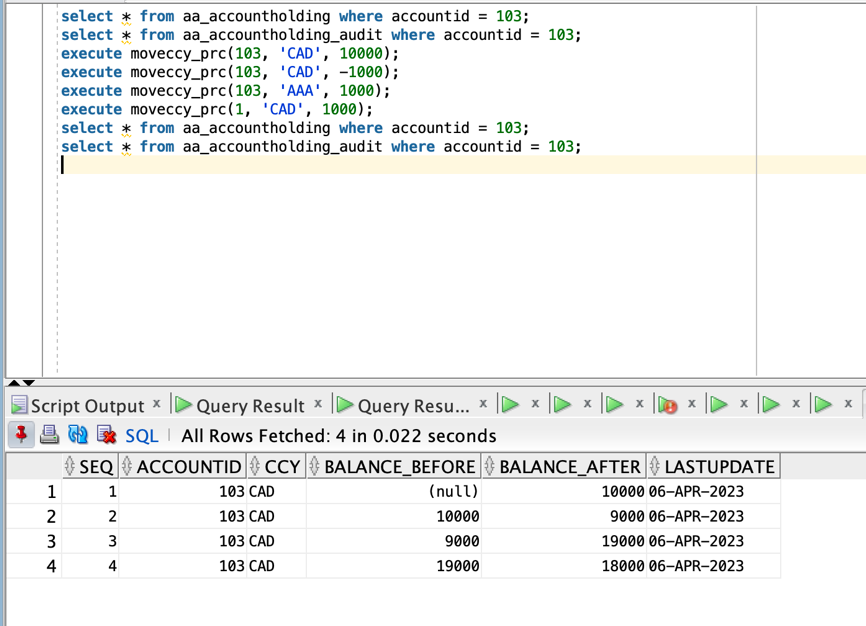 select * from aa_accountholding where accountid = 103;
select * from aa_accountholding_audit where accountid = 103;
execute moveccy_prc(103, 'CAD', 10000);
execute moveccy_prc(103, 'CAD', -1000);
execute moveccy_prc(103, 'AAA', 1000);
execute moveccy_prc(1, 'CAD', 1000);
select * from aa_accountholding where accountid = 103;
select * from aa_accountholding_audit where accountid = 103;
Script Output x Query Result x Query Resu... x x x x x x x x
SQL All Rows Fetched: 4 in 0.022 seconds
SEQ ACCOUNTID CCY BALANCE_BEFORE BALANCE_AFTER LASTUPDATE
1 1 103 CAD (null) 10000 06-APR-2023
2 2 103 CAD 10000 9000 06-APR-2023
3 3 103 CAD 9000 19000 06-APR-2023
4 4 103 CAD 19000 18000 06-APR-2023